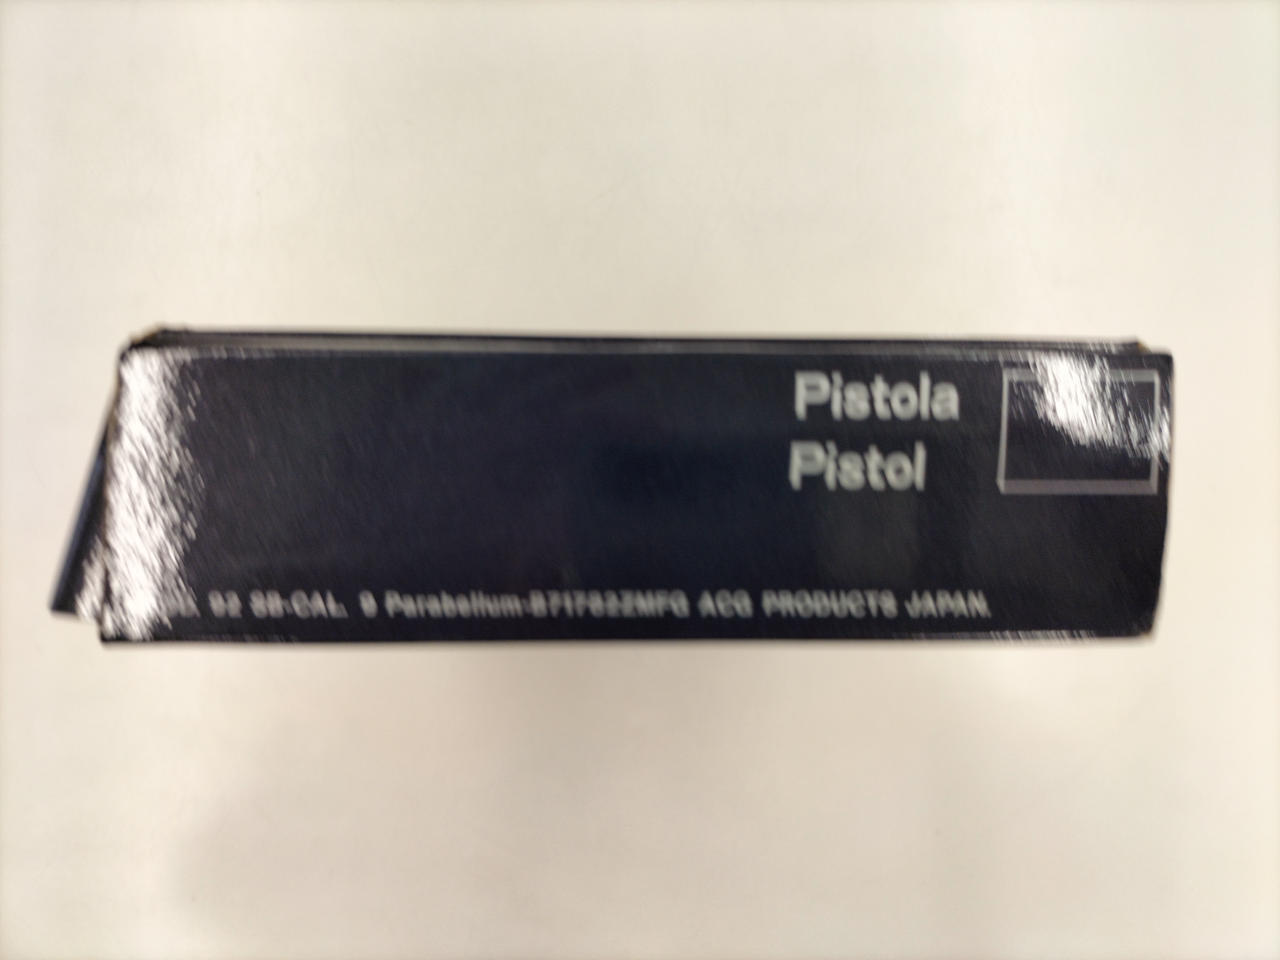 Pistola
Pistol
92 SB-CAL. 9 Parabellum-B71782ZMFG ACG PRODUCTS JAPAN.